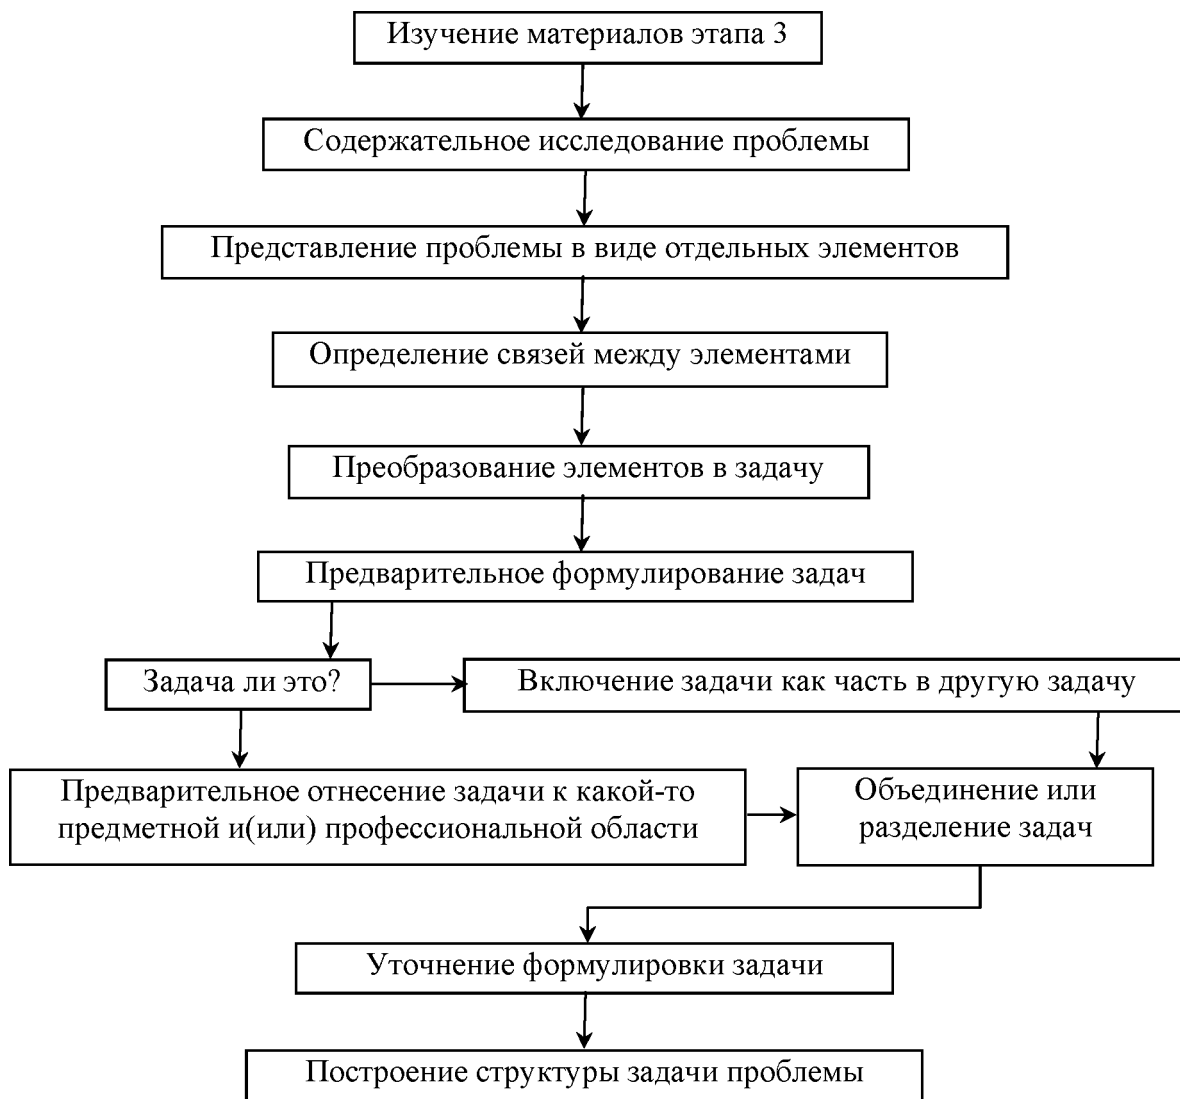 Изучение материалов этапа 3
Содержательное исследование проблемы
Представление проблемы в виде отдельных элементов
Определение связей между элементами
Преобразование элементов в задачу
Предварительное формулирование задач
Задача ли это?
Включение задачи как часть в другую задачу
Предварительное отнесение задачи к какой-то
предметной и(или) профессиональной области
Объединение или
разделение задач
Уточнение формулировки задачи
Построение структуры задачи проблемы